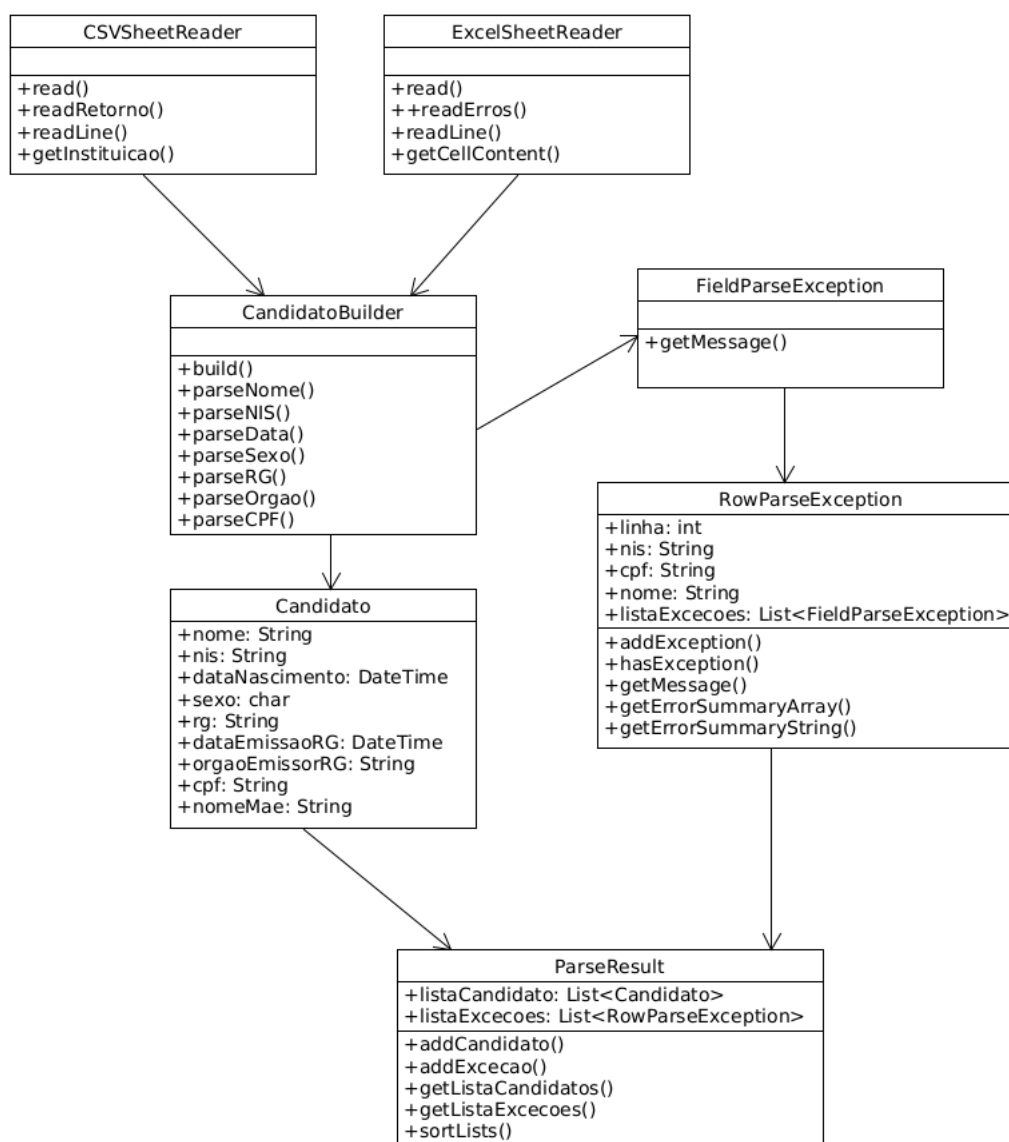 CSVSheetReader
+read()
+readRetorno()
+readLine()
+getInstituicao()
ExcelSheetReader
+read()
++readErros()
+readLine()
+getCellContent()
CandidatoBuilder
+build()
+parseNome()
+parseNIS()
+parseData()
+parseSexo()
+parseRG()
+parseOrgao()
+parseCPF()
FieldParseException
+getMessage()
RowParseException
+linha: int
+nis: String
+cpf: String
+nome: String
+listaExcecoes: List<FieldParseException>
+addException()
+hasException()
+getMessage()
+getErrorSummaryArray()
+getErrorSummaryString()
Candidato
+nome: String
+nis: String
+dataNascimento: DateTime
+sexo: char
+rg: String
+dataEmissaoRG: DateTime
+orgaoEmissorRG: String
+cpf: String
+nomeMae: String
ParseResult
+listaCandidato: List<Candidato>
+listaExcecoes: List<RowParseException>
+addCandidato()
+addExcecao()
+getListaCandidatos()
+getListaExcecoes()
+sortLists()